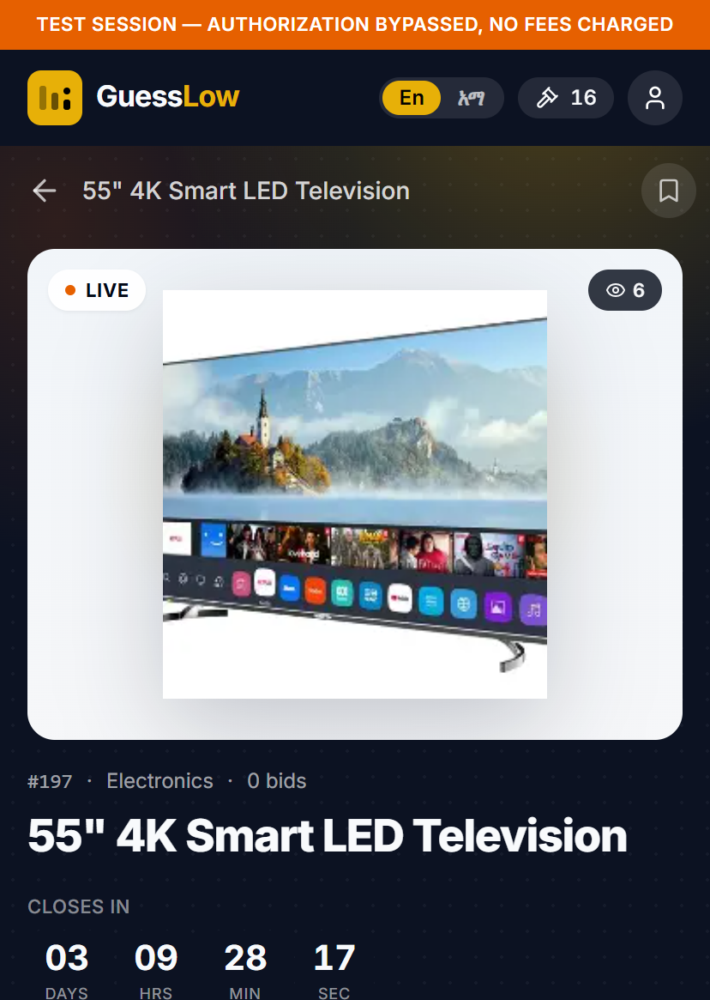 TEST SESSION — AUTHORIZATION BYPASSED, NO FEES CHARGED
GuessLow
En
አማ
16
55" 4K Smart LED Television
LIVE
6
#197 · Electronics · 0 bids
55" 4K Smart LED Television
CLOSES IN
03 09 28 17
DAYS HRS MIN SEC